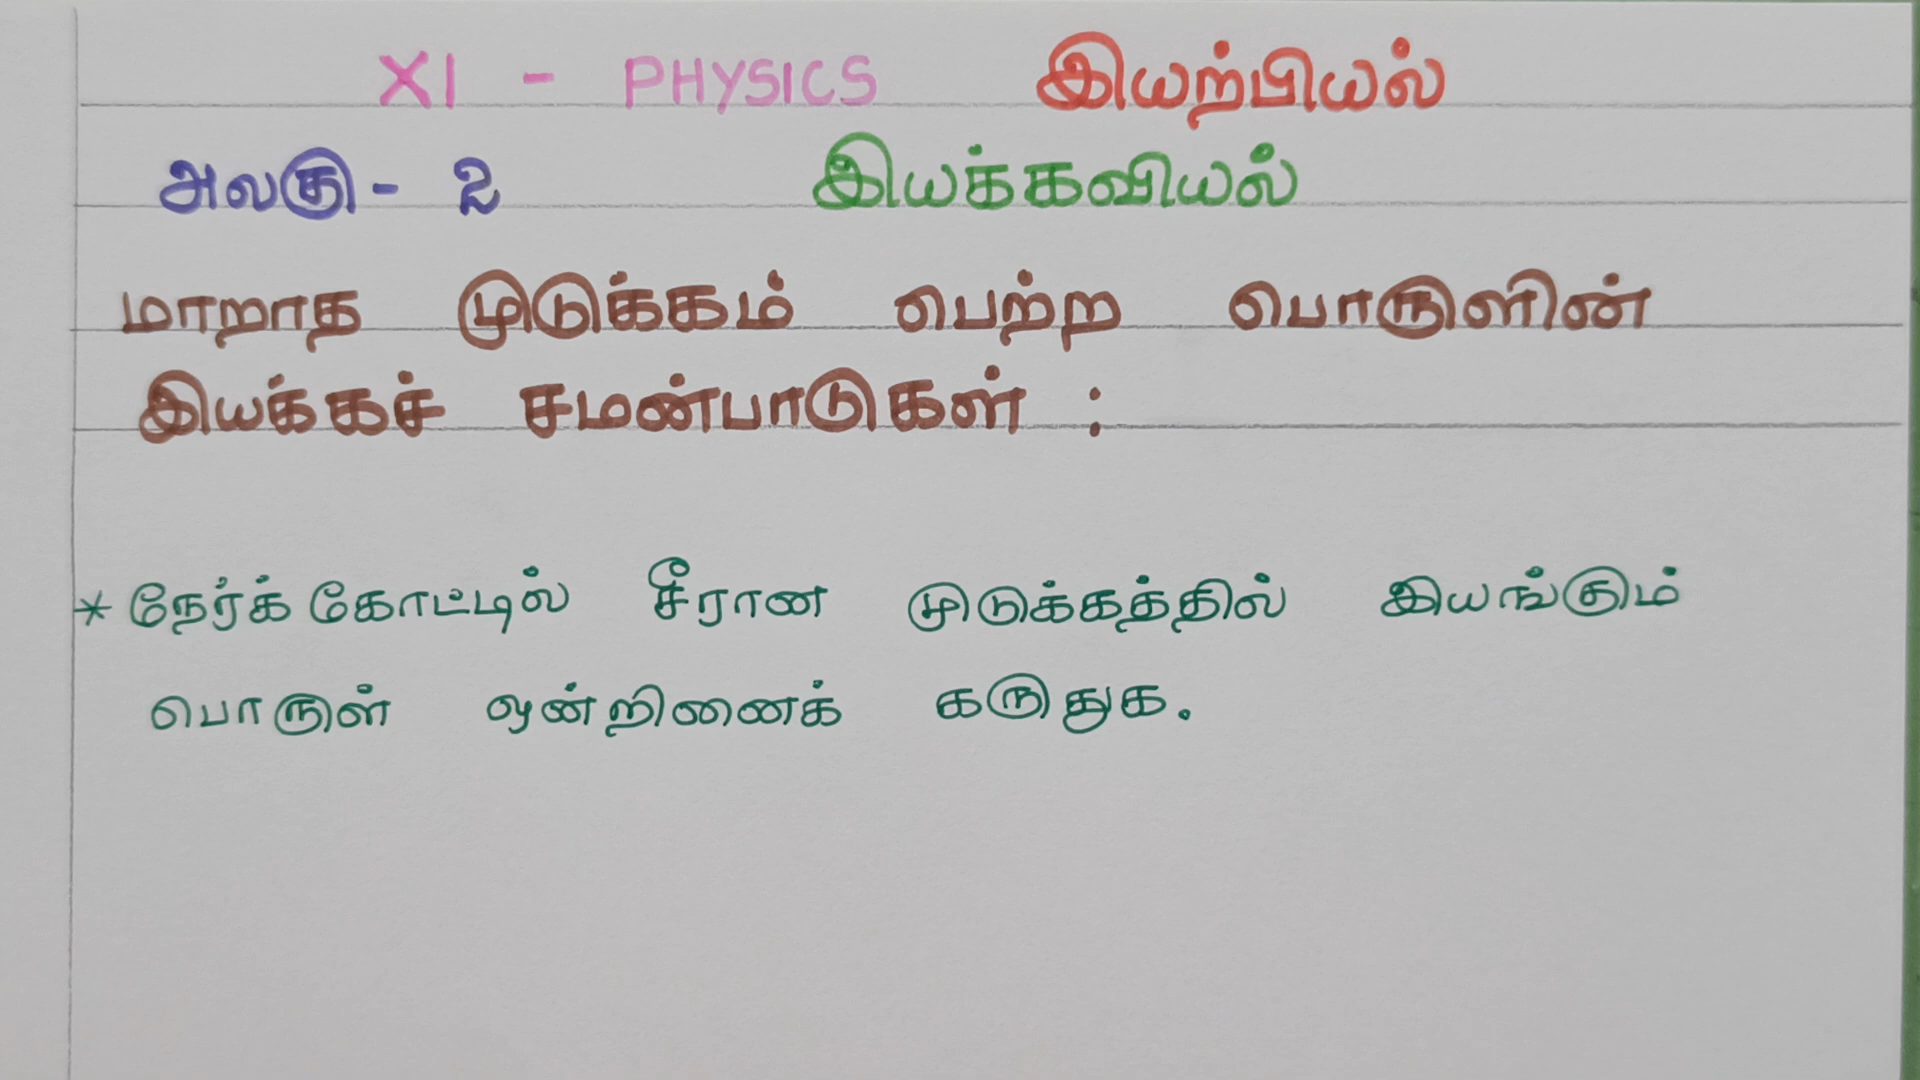 XI - PHYSICS இயற்பியல்
அலகு - 2 இயக்கவியல்
மாறாத முடுக்கம் பெற்ற பொருளின்
இயக்கச் சமன்பாடுகள் :
* நேர்க் கோட்டில் சீரான முடுக்கத்தில் இயங்கும்
பொருள் ஒன்றினைக் கருதுக.